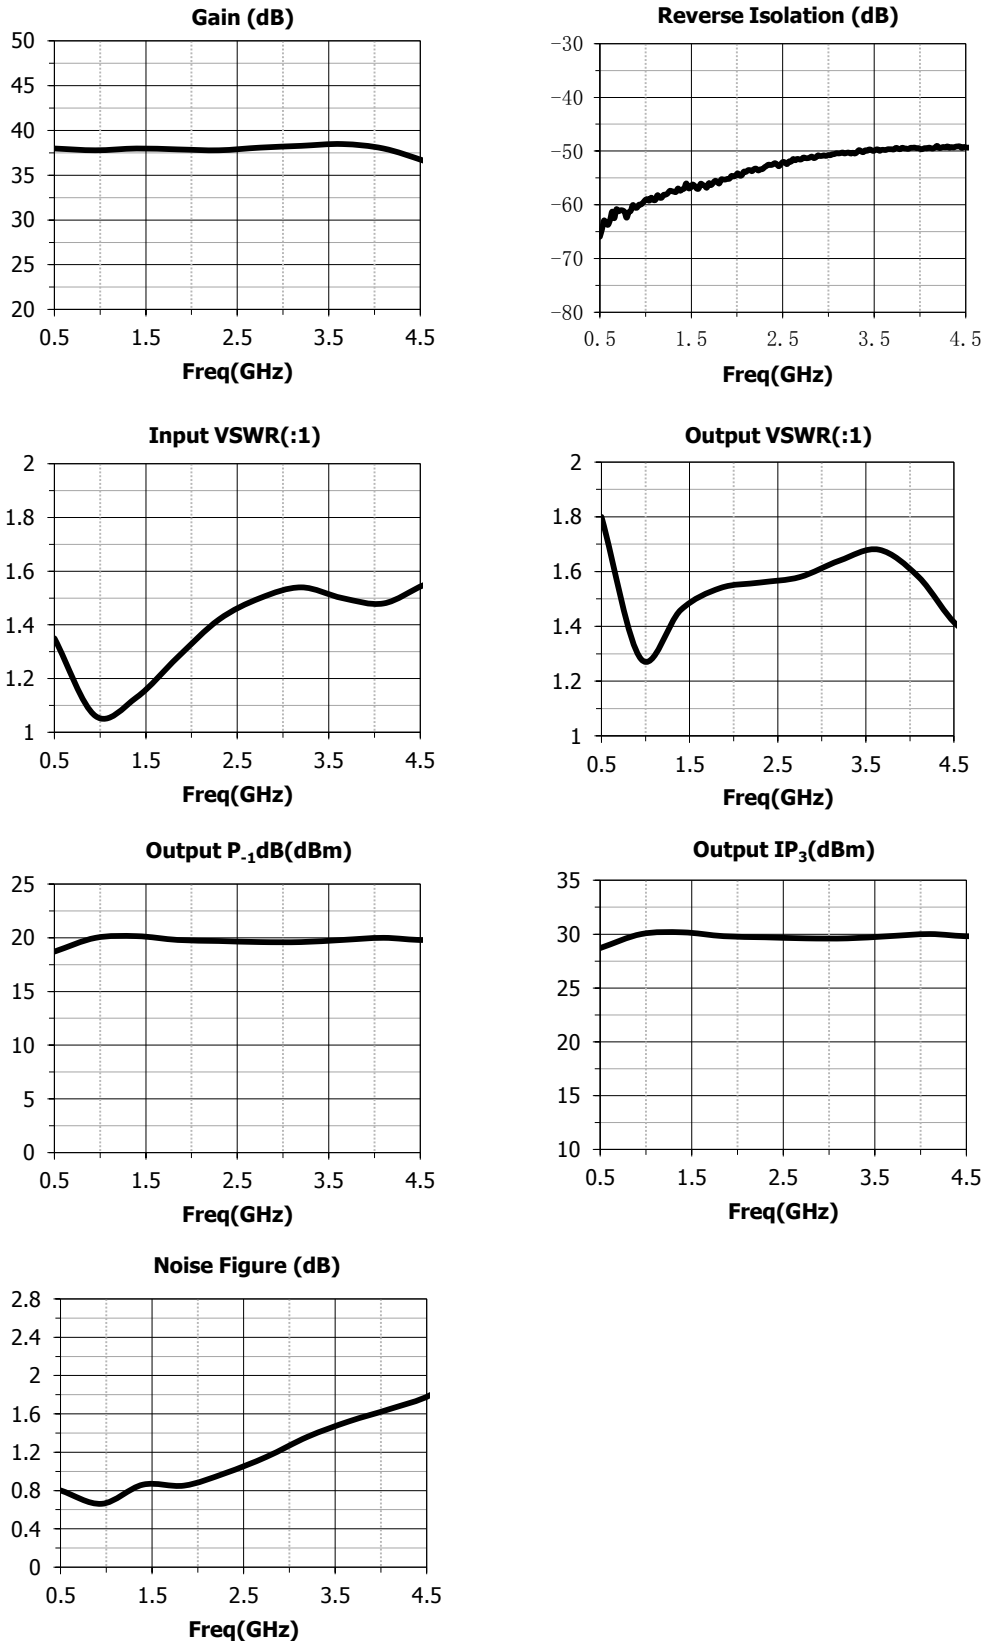 Gain (dB)
50
45
40
35
30
25
20
0.5 1.5 2.5 3.5 4.5
Freq(GHz)
Reverse Isolation (dB)
-30
-40
-50
-60
-70
-80
0.5 1.5 2.5 3.5 4.5
Freq(GHz)
Input VSWR(:1)
2
1.8
1.6
1.4
1.2
1
0.5 1.5 2.5 3.5 4.5
Freq(GHz)
Output VSWR(:1)
2
1.8
1.6
1.4
1.2
1
0.5 1.5 2.5 3.5 4.5
Freq(GHz)
Output P-1dB(dBm)
25
20
15
10
5
0
0.5 1.5 2.5 3.5 4.5
Freq(GHz)
Output IP3(dBm)
35
30
25
20
15
10
0.5 1.5 2.5 3.5 4.5
Freq(GHz)
Noise Figure (dB)
2.8
2.4
2
1.6
1.2
0.8
0.4
0
0.5 1.5 2.5 3.5 4.5
Freq(GHz)